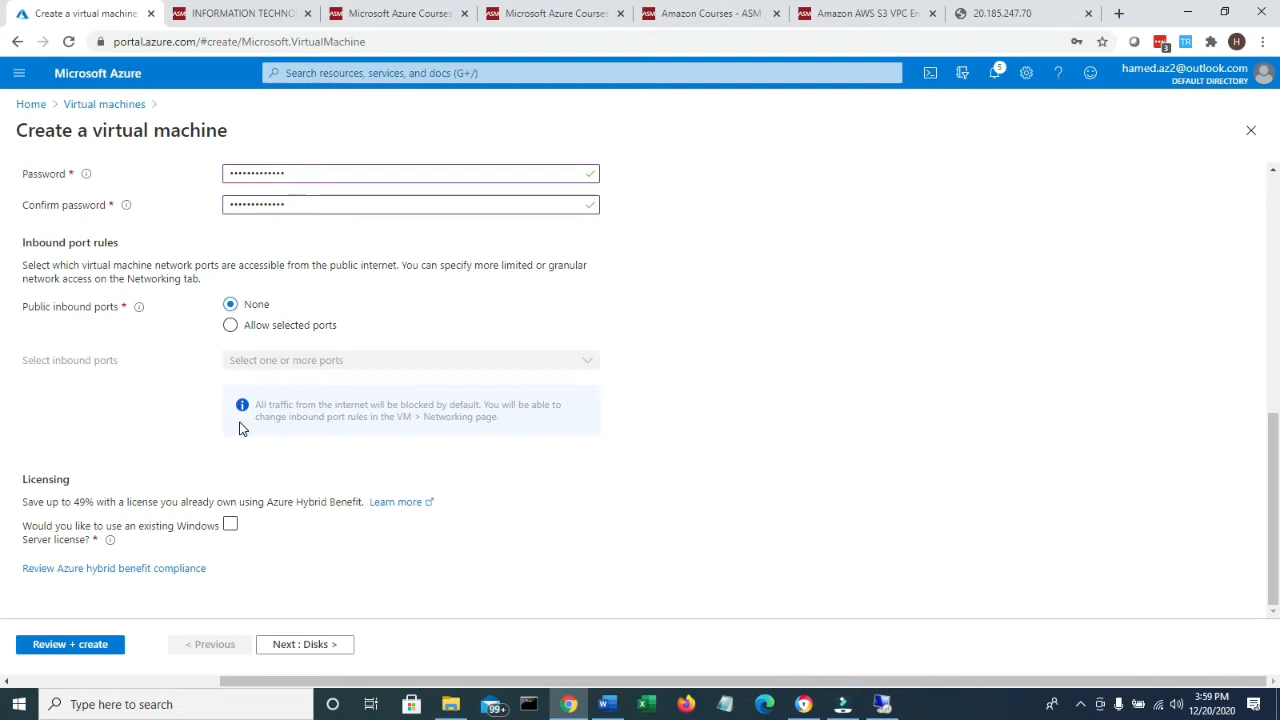 Create a virtual machine
INFORMATION TECHNO
Microsoft Azure Courses
Microsoft Azure Courses
Amazon Courses - ASM
Amazon AWS - VPC En
20.185.247.70
portal.azure.com/#create/Microsoft.VirtualMachine
3
H
Microsoft Azure
Search resources, services, and docs (G+/)
5
hamed.az2@outlook.com
DEFAULT DIRECTORY
Home > Virtual machines >
Create a virtual machine
Password *
Confirm password *
Inbound port rules
Select which virtual machine network ports are accessible from the public internet. You can specify more limited or granular
network access on the Networking tab.
Public inbound ports *
None
Allow selected ports
Select inbound ports
Select one or more ports
All traffic from the internet will be blocked by default. You will be able to
change inbound port rules in the VM > Networking page.
Licensing
Save up to 49% with a license you already own using Azure Hybrid Benefit. Learn more
Would you like to use an existing Windows
Server license? *
Review Azure hybrid benefit compliance
Review + create
< Previous
Next : Disks >
Type here to search
99+
3:59 PM
12/20/2020